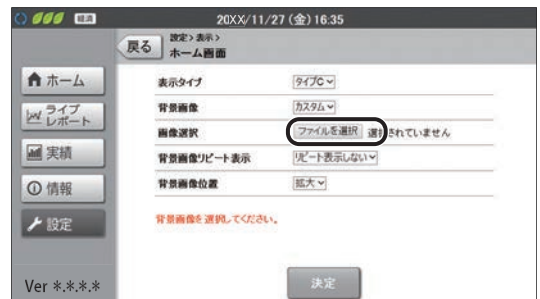 経済
20XX/11/27 (金) 16:35
戻る
設定> 表示>
ホーム画面
ホーム
ライブ
レポート
実績
情報
設定
Ver *.*.*.*
表示タイプ タイプC
背景画像 カスタム
画像選択 ファイルを選択 選択されていません
背景画像リピート表示 リピート表示しない
背景画像位置 拡大
背景画像を選択してください。
決定